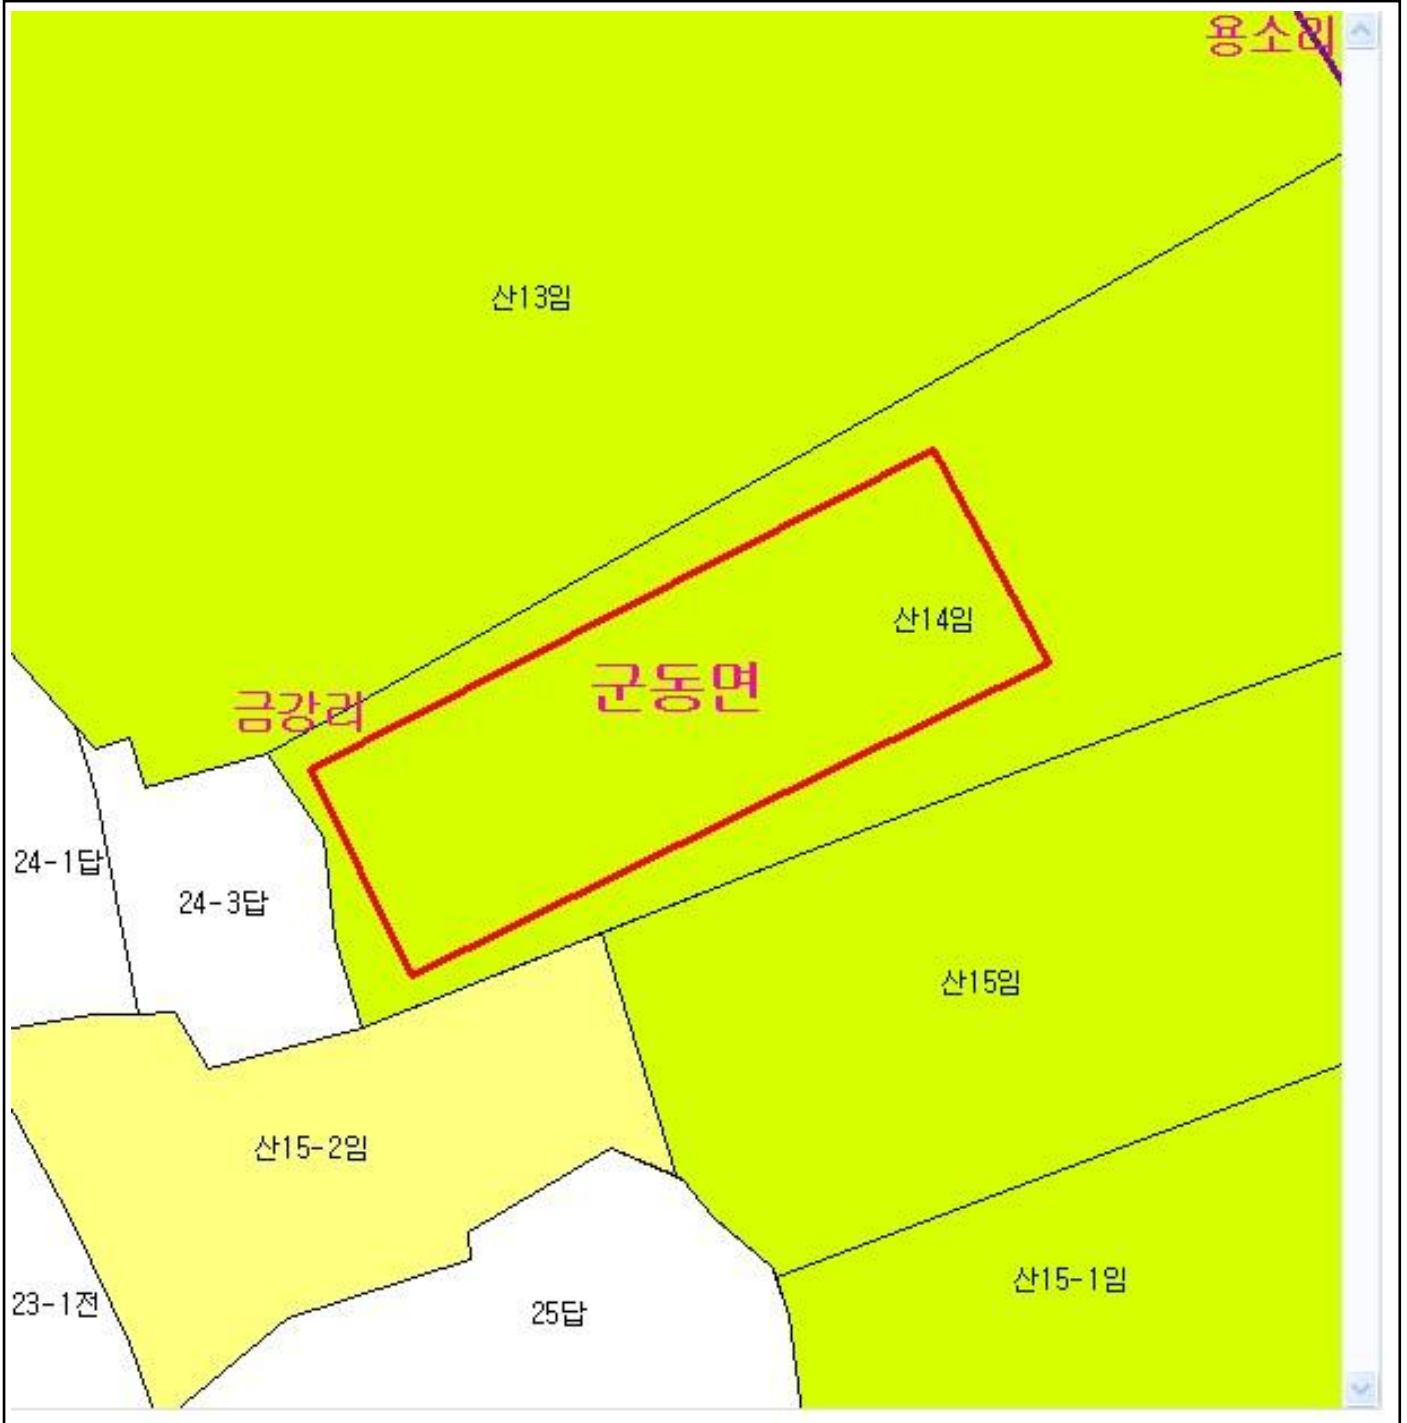 용소리
산13임
산14임
군동면
금강리
24-1답
24-3답
산15임
산15-2임
산15-1임
23-1전
25답